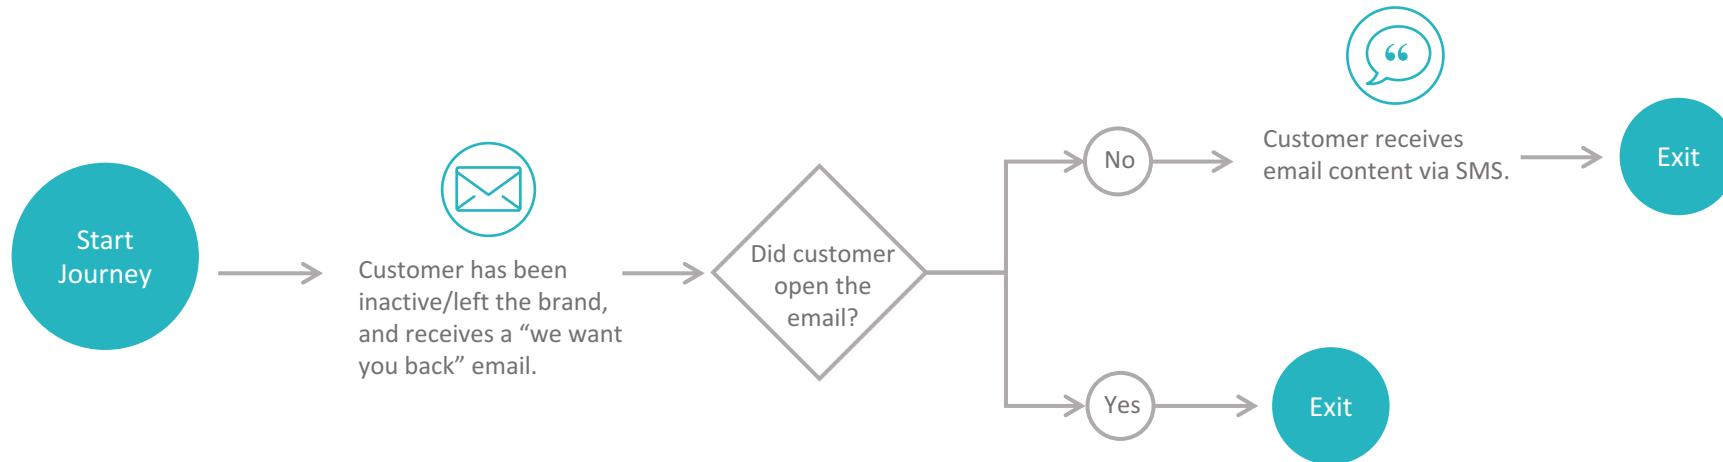 Start
Journey
Customer has been
inactive/left the brand,
and receives a “we want
you back” email.
Did customer
open the
email?
No
“
Customer receives
email content via SMS.
Exit
Yes
Exit